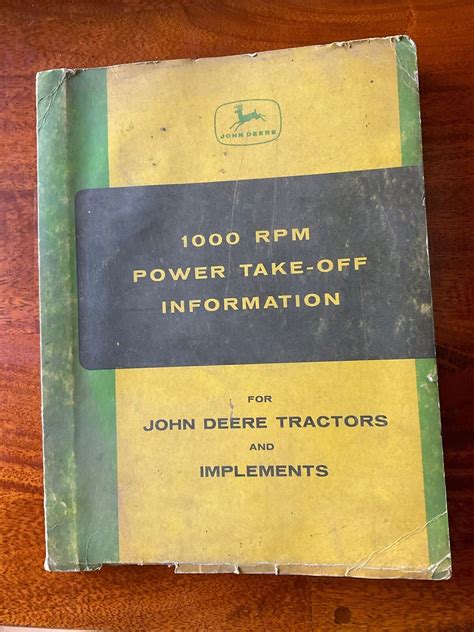 JOHN DEERE
1000 RPM
POWER TAKE-OFF
INFORMATION
FOR
JOHN DEERE TRACTORS
AND
IMPLEMENTS